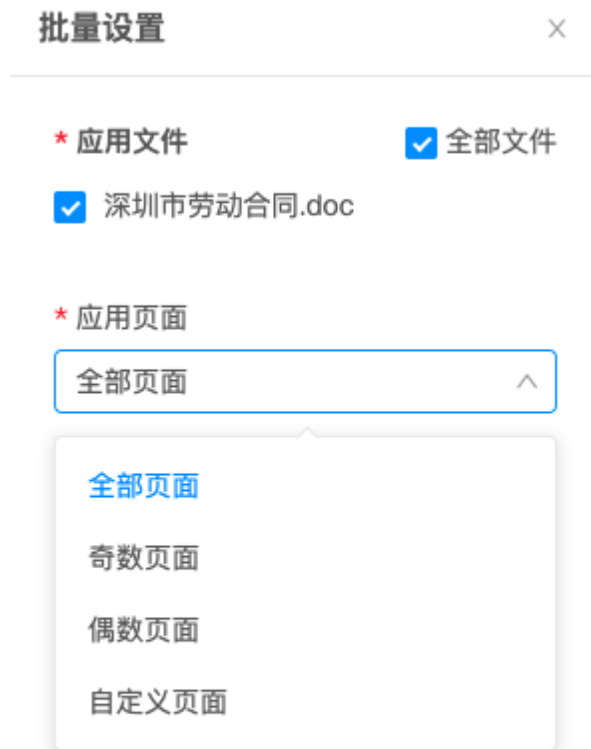 批量设置
* 应用文件 全部文件
深圳市劳动合同.doc
* 应用页面
全部页面
全部页面
奇数页面
偶数页面
自定义页面